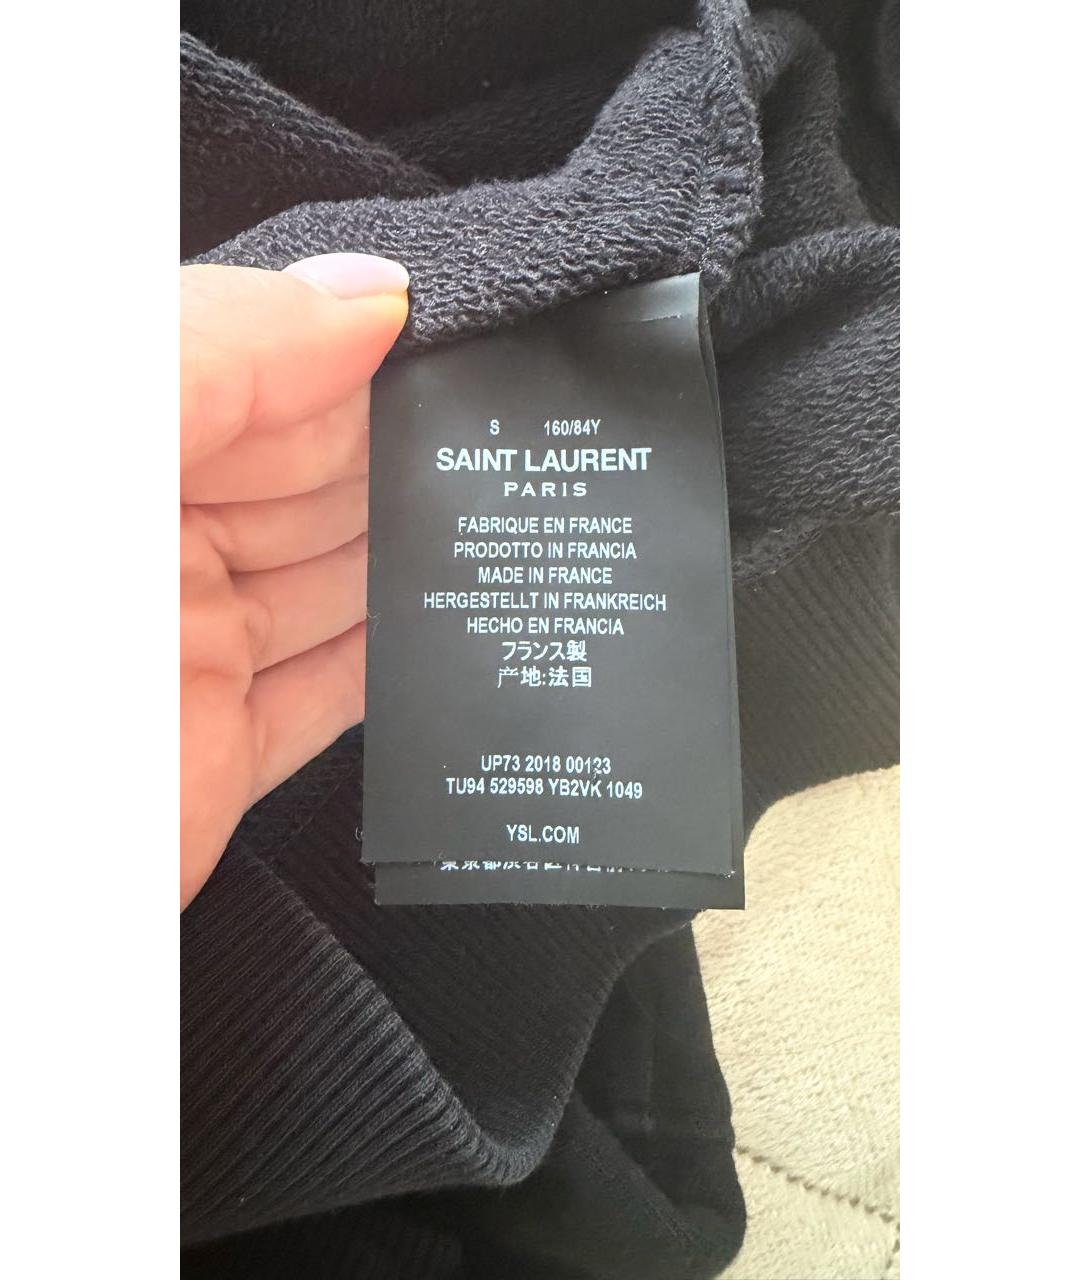 S 160/84Y
SAINT LAURENT
PARIS
FABRIQUE EN FRANCE
PRODOTTO IN FRANCIA
MADE IN FRANCE
HERGESTELLT IN FRANKREICH
HECHO EN FRANCIA
フランス製
产地:法国
UP73 2018 00123
TU94 529598 YB2VK 1049
YSL.COM